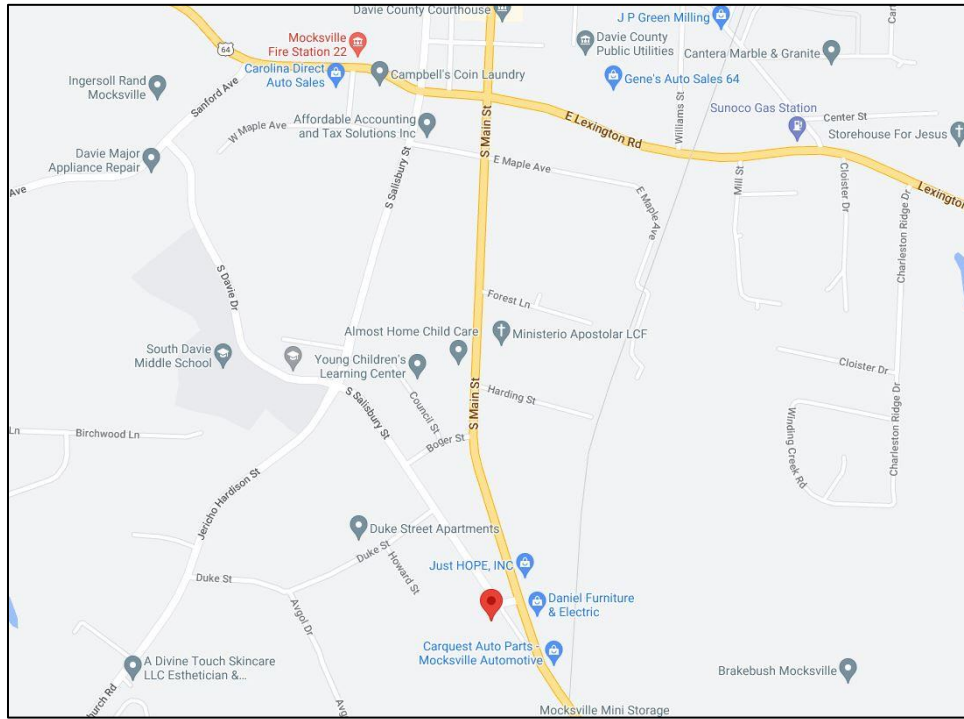 Davie County Courthouse
J P Green Milling
Car
64
Mocksville
Fire Station 22
Davie County
Public Utilities
Cantera Marble & Granite
Carolina Direct
Auto Sales
Campbell's Coin Laundry
Gene's Auto Sales 64
Ingersoll Rand
Mocksville
Sanford Ave
Sunoco Gas Station
Center St
W Maple Ave
Affordable Accounting
and Tax Solutions Inc
S Main St
E Lexington Rd
Williams St
Storehouse For Jesus
Davie Major
Appliance Repair
Ave
S Salisbury St
E Maple Ave
E Maple Ave
Mill St
Cloister Dr
Lexington
Charleston Ridge Dr
S Davie Dr
Forest Ln
Almost Home Child Care
Ministerio Apostolar LCF
South Davie
Middle School
Young Children's
Learning Center
Cloister Dr
S Salisbury St
Council St
S Main St
Harding St
Winding Creek Rd
Charleston Ridge Dr
Ln
Birchwood Ln
Boger St
Jericho Hardison St
Duke Street Apartments
Duke St
Howard St
Just HOPE, INC
Duke St
Avgol Dr
Daniel Furniture
& Electric
Carquest Auto Parts -
Mocksville Automotive
A Divine Touch Skincare
LLC Esthetician &...
Brakebush Mocksville
hurch Rd
Avg
Mocksville Mini Storage